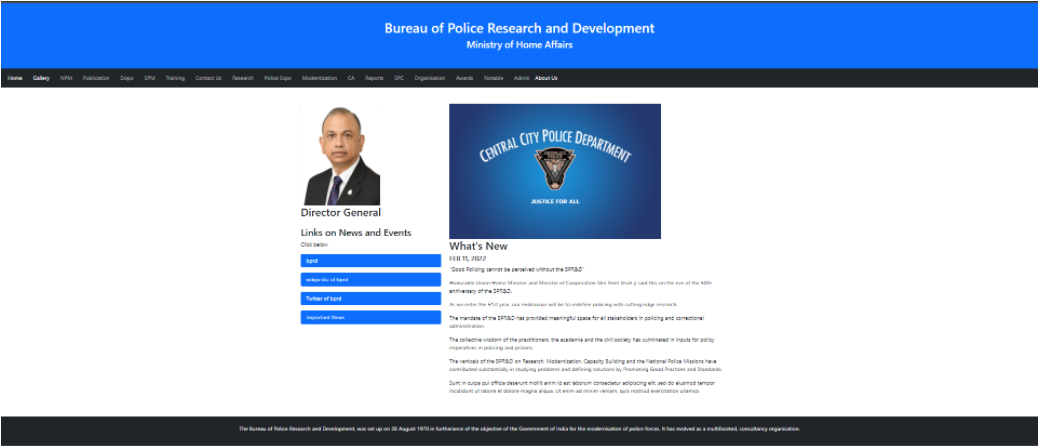 Bureau of Police Research and Development
Ministry of Home Affairs
Home Gallery NPM Publication Dopo SPM Training Contact Us Research Police Expo Modernization CA Reports SPC Organisation Awards Notable Admin About Us
CENTRAL CITY POLICE DEPARTMENT
JUSTICE FOR ALL
Director General
Links on News and Events
Click below
bprd
wikipedia of bprd
Twitter of bprd
Important News
What's New
FEB 11, 2022
"Good Policing cannot be perceived without the BPR&D"
Honourable Union Home Minister and Minister of Cooperation Shri Amit Shah ji said this on the eve of the 50th
anniversary of the BPR&D.
As we enter the 51st year, our endeavour will be to redefine policing with cutting-edge research.
The mandate of the BPR&D has provided meaningful space for all stakeholders in policing and correctional
administration.
The collective wisdom of the practitioners, the academia and the civil society has culminated in inputs for policy
imperatives in policing and prisons.
The verticals of the BPR&D on Research, Modernization, Capacity Building and the National Police Missions have
contributed substantially in studying problems and defining solutions by Promoting Good Practices and Standards.
Sunt in culpa qui officia deserunt mollit anim id est laborum consectetur adipiscing elit, sed do eiusmod tempor
incididunt ut labore et dolore magna aliqua. Ut enim ad minim veniam, quis nostrud exercitation ullamco.
The Bureau of Police Research and Development, was set up on 28 August 1970 in furtherance of the objective of the Government of India for the modernisation of police forces. It has evolved as a multifaceted, consultancy organisation.